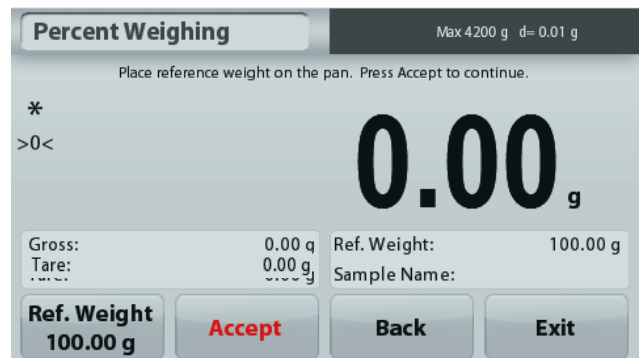 Percent Weighing
Max 4200 g d= 0.01 g
Place reference weight on the pan. Press Accept to continue.
*
>0<
0.00 g
Gross: 0.00 g Ref. Weight: 100.00 g
Tare: 0.00 g
Sample Name:
Ref. Weight
100.00 g
Accept
Back
Exit